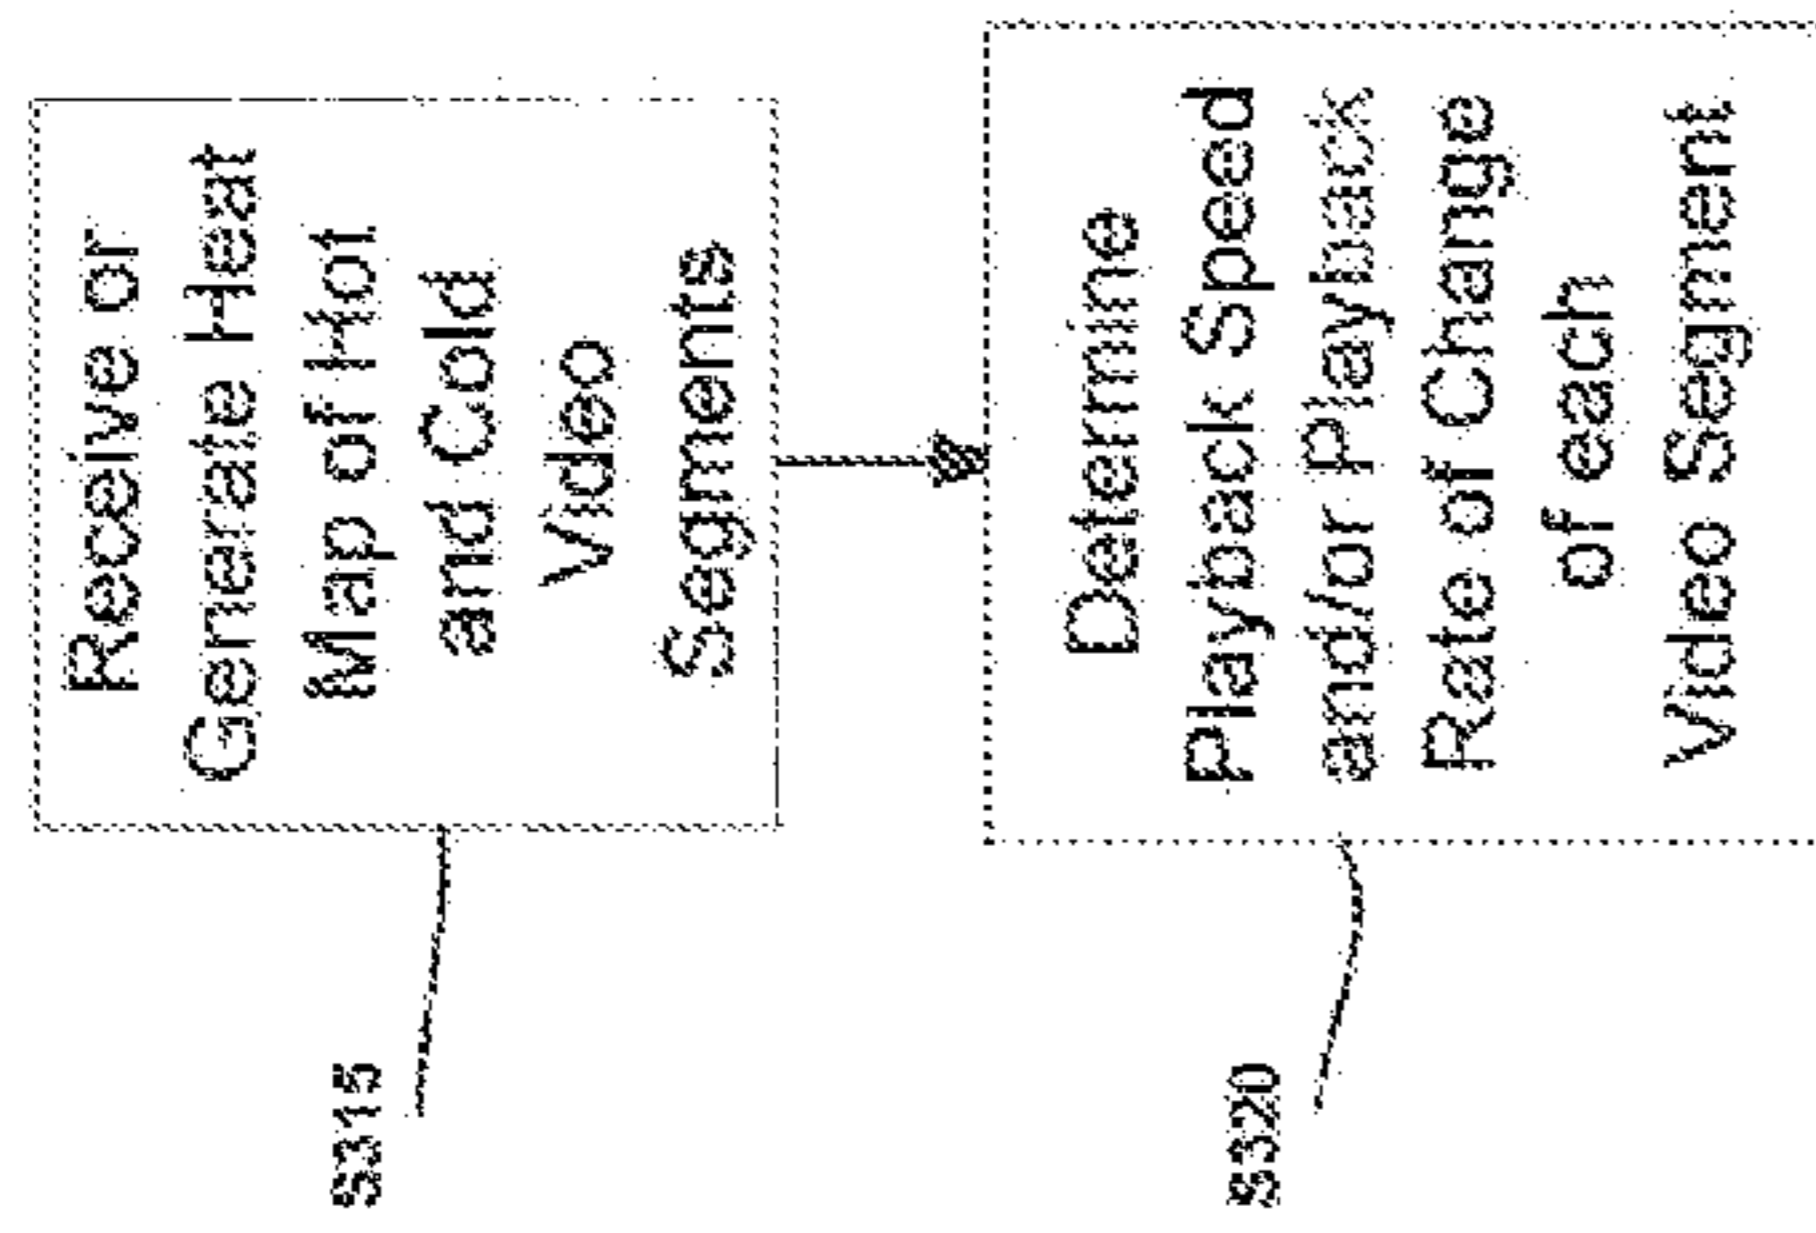 Receive or
Generate Heat
Map of Hot
and Cold
Video
Segments
S315
Determine
Playback Speed
and/or Playback
Rate of Change
of each
Video Segment
S320